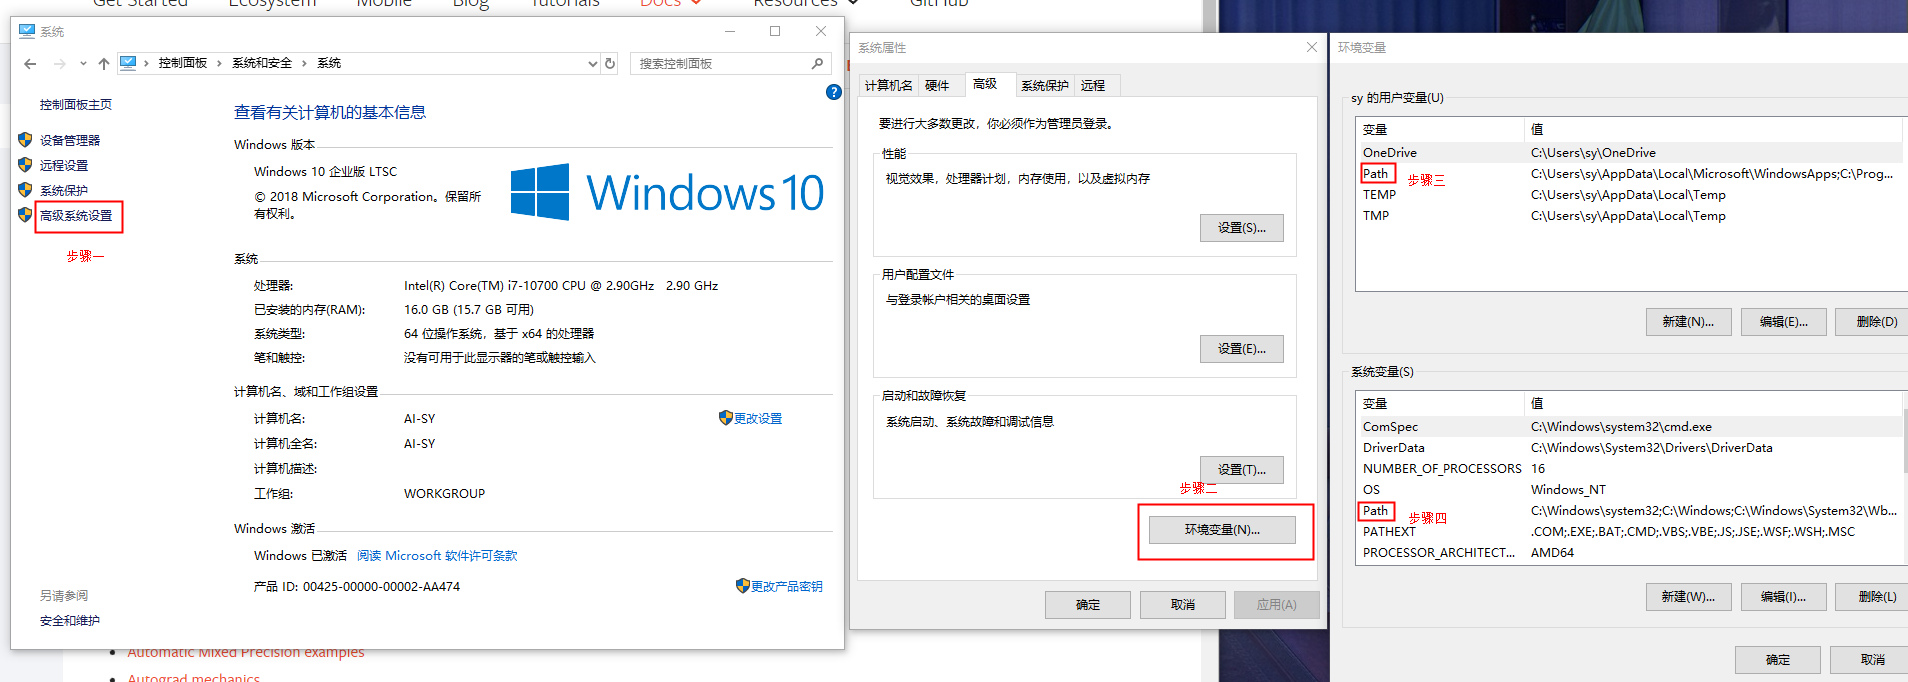 Get Started Ecosystem Mobile Blog Tutorials Docs Resources GitHub
系统
控制面板 系统和安全 系统
搜索控制面板
控制面板主页
设备管理器
远程设置
系统保护
高级系统设置
步骤一
另请参阅
安全和维护
查看有关计算机的基本信息
Windows 版本
Windows 10 企业版 LTSC
© 2018 Microsoft Corporation。保留所
有权利。
Windows 10
系统
处理器: Intel(R) Core(TM) i7-10700 CPU @ 2.90GHz 2.90 GHz
已安装的内存(RAM): 16.0 GB (15.7 GB 可用)
系统类型: 64 位操作系统, 基于 x64 的处理器
笔和触控: 没有可用于此显示器的笔或触控输入
计算机名、域和工作组设置
计算机名: AI-SY 更改设置
计算机全名: AI-SY
计算机描述:
工作组: WORKGROUP
Windows 激活
Windows 已激活 阅读 Microsoft 软件许可条款
产品 ID: 00425-00000-00002-AA474 更改产品密钥
Automatic Mixed Precision examples
Autograd mechanics
系统属性
计算机名 硬件 高级 系统保护 远程
要进行大多数更改，你必须作为管理员登录。
性能
视觉效果，处理器计划，内存使用，以及虚拟内存
设置(S)...
用户配置文件
与登录帐户相关的桌面设置
设置(E)...
启动和故障恢复
系统启动、系统故障和调试信息
设置(T)...
步骤二
环境变量(N)...
确定 取消 应用(A)
环境变量
sy 的用户变量(U)
变量 值
OneDrive C:\Users\sy\OneDrive
Path 步骤三 C:\Users\sy\AppData\Local\Microsoft\WindowsApps;C:\Prog...
TEMP C:\Users\sy\AppData\Local\Temp
TMP C:\Users\sy\AppData\Local\Temp
新建(N)... 编辑(E)... 删除(D)
系统变量(S)
变量 值
ComSpec C:\Windows\system32\cmd.exe
DriverData C:\Windows\System32\Drivers\DriverData
NUMBER_OF_PROCESSORS 16
OS Windows_NT
Path 步骤四 C:\Windows\system32;C:\Windows;C:\Windows\System32\Wb...
PATHEXT .COM;.EXE;.BAT;.CMD;.VBS;.VBE;.JS;.JSE;.WSF;.WSH;.MSC
PROCESSOR_ARCHITECT... AMD64
新建(W)... 编辑(I)... 删除(L)
确定 取消